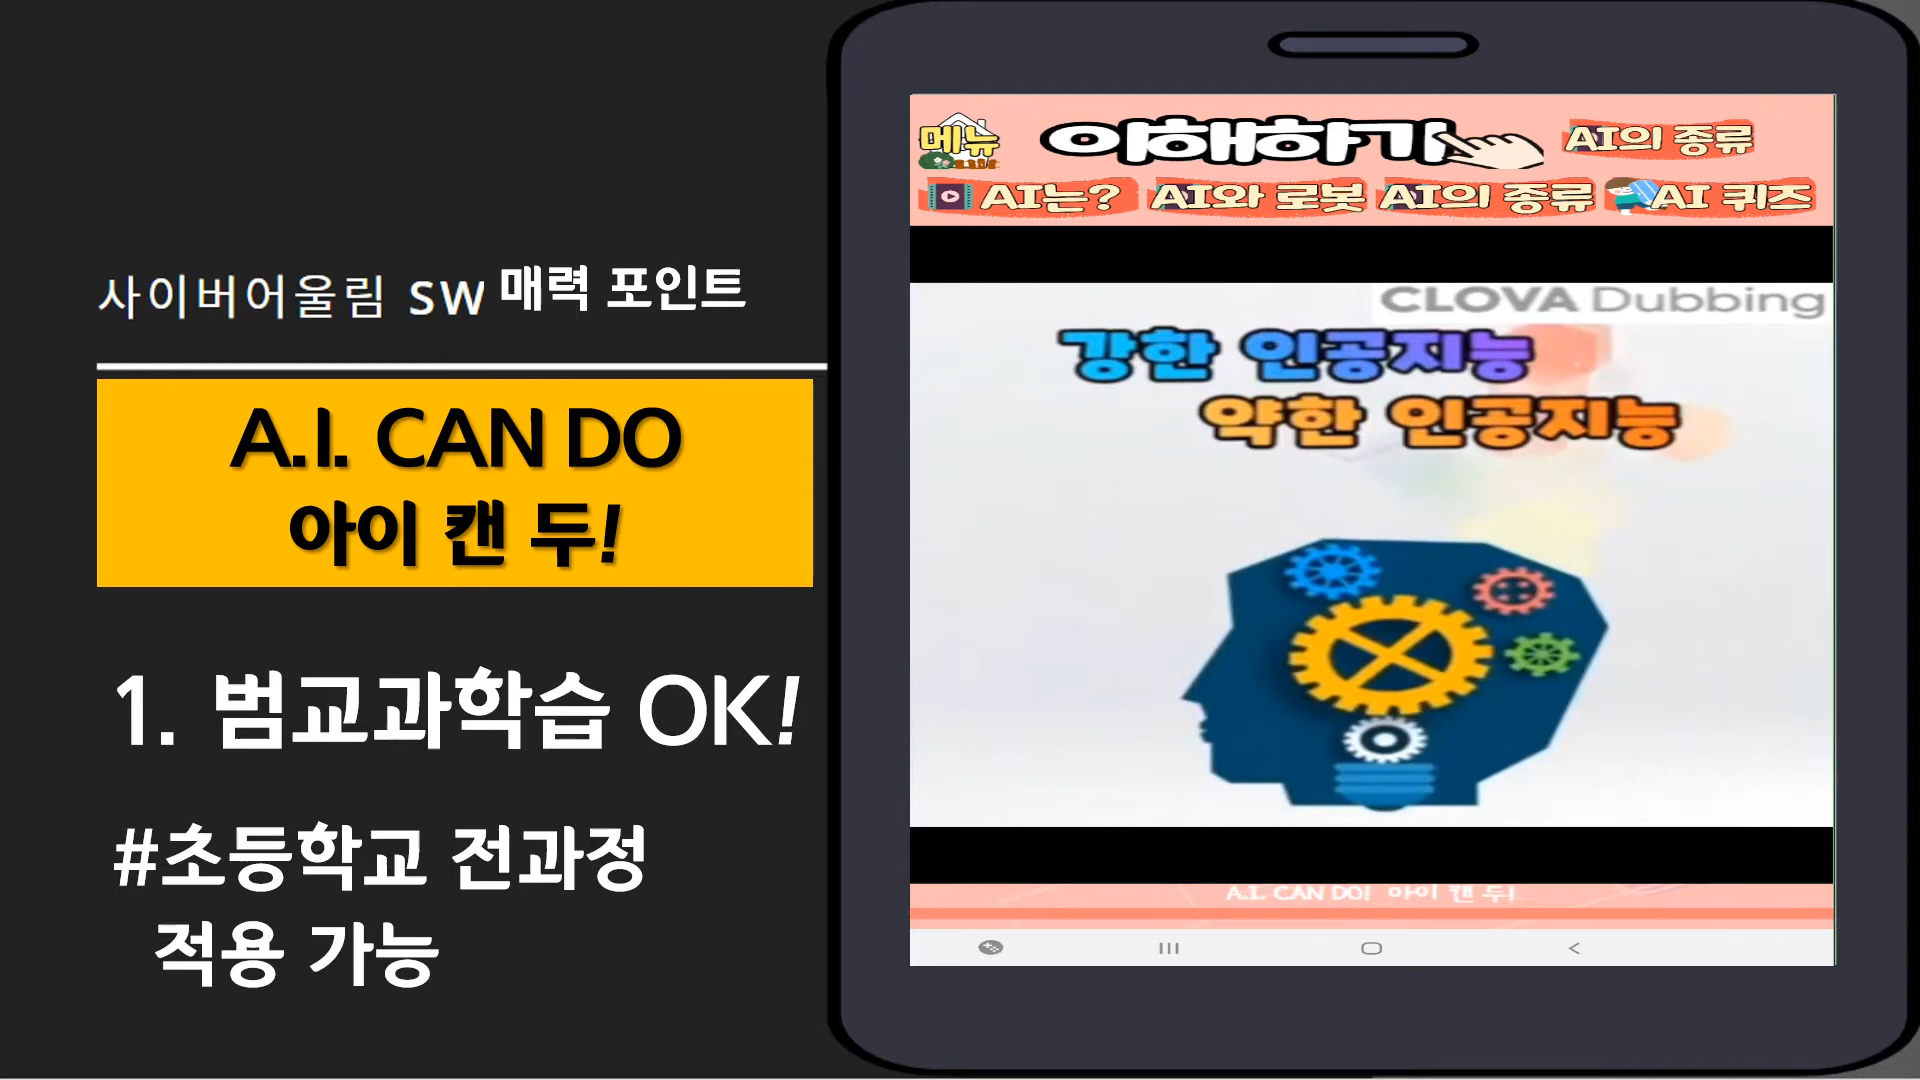 사이버어울림 SW 매력 포인트
A.I. CAN DO
아이 캔 두!
1. 범교과학습 OK!
#초등학교 전과정
적용 가능
메뉴
이해하기
AI의 종류
AI는?
AI와 로봇
AI의 종류
AI 퀴즈
CLOVA Dubbing
강한 인공지능
약한 인공지능
A.I. CAN DO! 아이 캔 두!